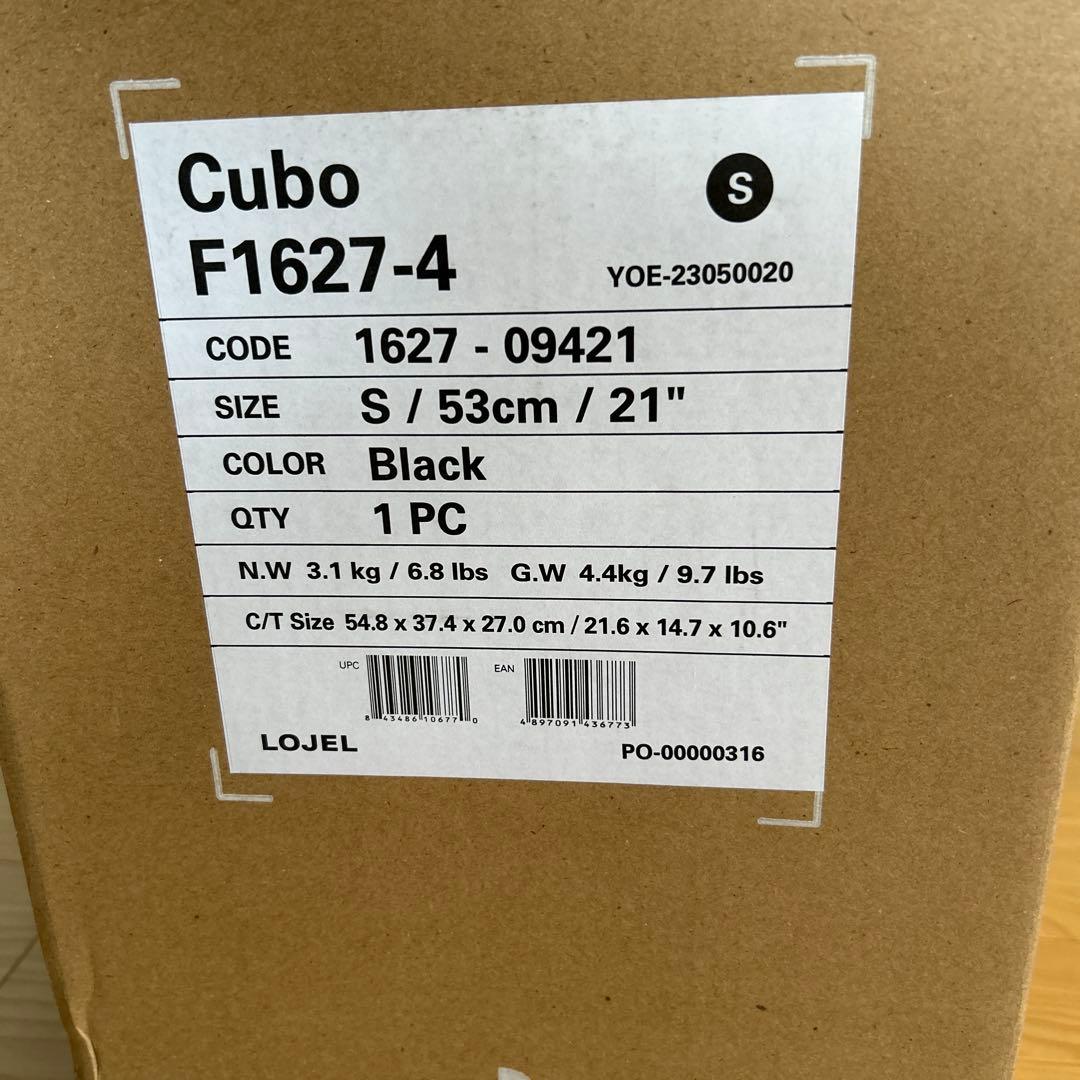 Cubo
S
F1627-4
YOE-23050020
CODE 1627 - 09421
SIZE S / 53cm / 21"
COLOR Black
QTY 1 PC
N.W 3.1 kg / 6.8 lbs G.W 4.4kg / 9.7 lbs
C/T Size 54.8 x 37.4 x 27.0 cm / 21.6 x 14.7 x 10.6"
UPC EAN
8 43486 10677 0 4 897091 436773
LOJEL PO-00000316